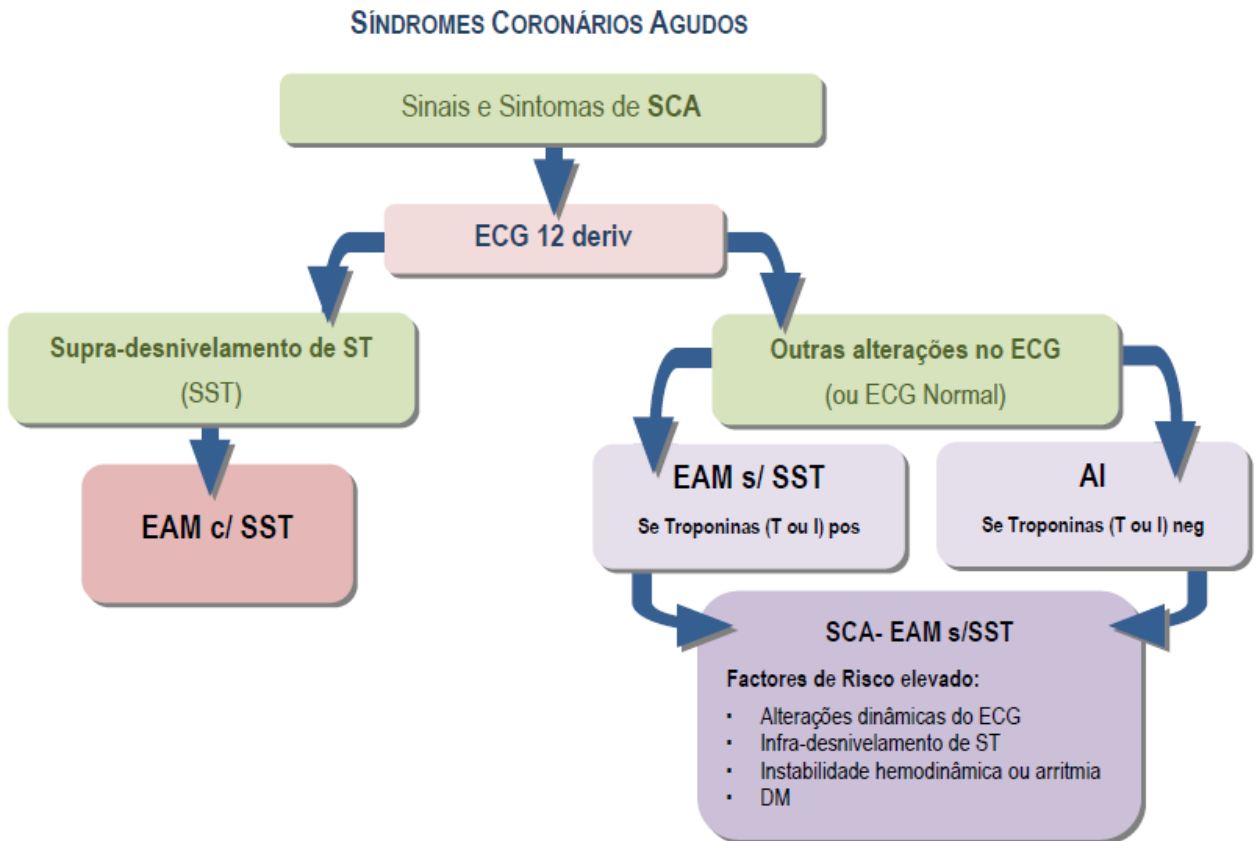 SÍNDROMES CORONÁRIOS AGUDOS
Sinais e Sintomas de SCA
ECG 12 deriv
Supra-desnivelamento de ST
(SST)
Outras alterações no ECG
(ou ECG Normal)
EAM c/ SST
EAM s/ SST
Se Troponinas (T ou I) pos
AI
Se Troponinas (T ou I) neg
SCA- EAM s/SST
Factores de Risco elevado:
▪ Alterações dinâmicas do ECG
▪ Infra-desnivelamento de ST
▪ Instabilidade hemodinâmica ou arritmia
▪ DM